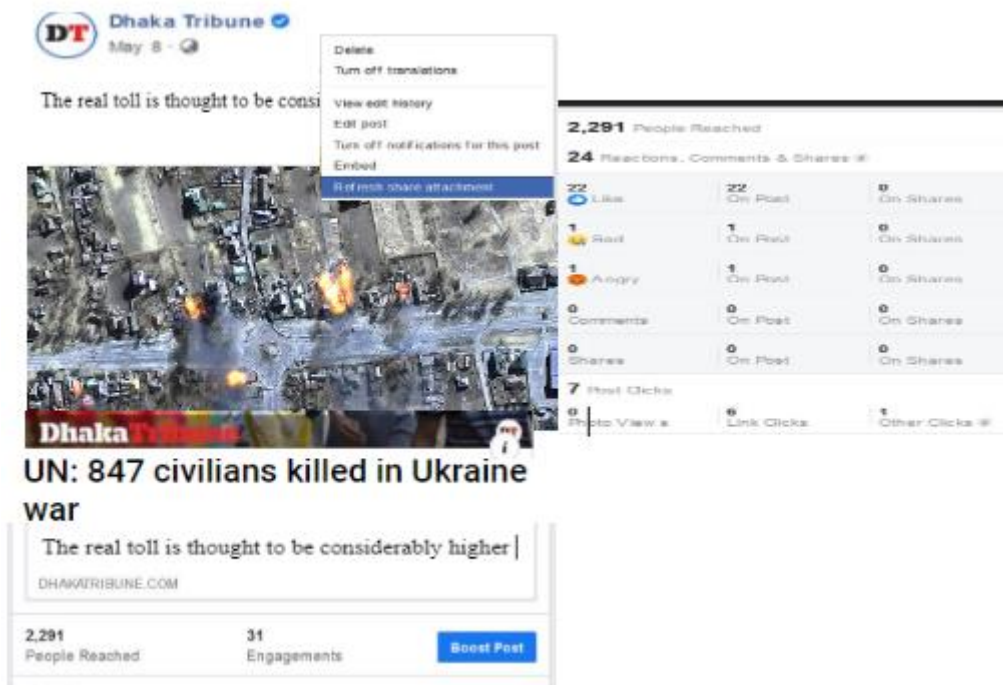 DT
Dhaka Tribune
May 8
The real toll is thought to be consi
Delete
Turn off translations
View edit history
Edit post
Turn off notifications for this post
Embed
Refresh share attachment
DhakaTribune
UN: 847 civilians killed in Ukraine
war
The real toll is thought to be considerably higher
DHAKATRIBUNE.COM
2,291 31
People Reached Engagements Boost Post
2,291 People Reached
24 Reactions, Comments & Shares
22 22 0
Like On Post On Shares
1 1 0
Sad On Post On Shares
1 1 0
Angry On Post On Shares
0 0 0
Comments On Post On Shares
0 0 0
Shares On Post On Shares
7 Post Clicks
0 6 1
Photo Views Link Clicks Other Clicks